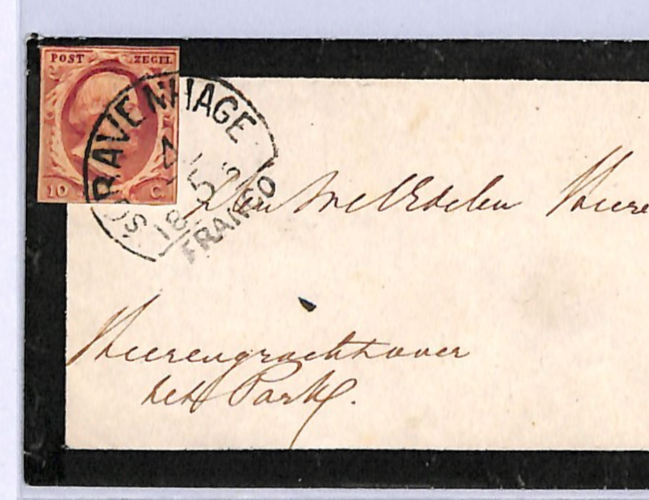 POST ZEGEL
10 C.
S'GRAVENHAGE
FRANCO
Den WelEdelen Heere
Heerengracht over
het Park.